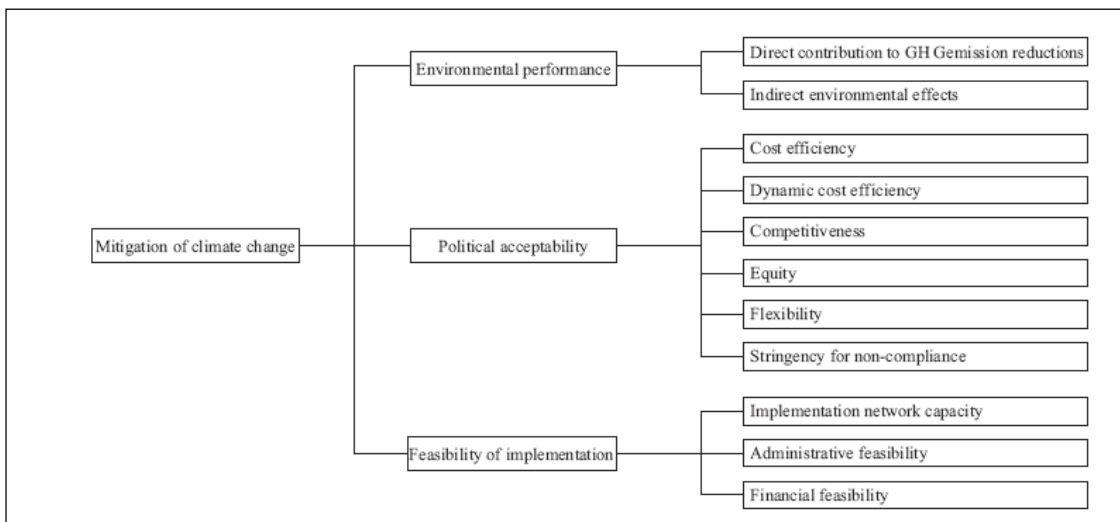 Mitigation of climate change
Environmental performance
Direct contribution to GH Gemission reductions
Indirect environmental effects
Political acceptability
Cost efficiency
Dynamic cost efficiency
Competitiveness
Equity
Flexibility
Stringency for non-compliance
Feasibility of implementation
Implementation network capacity
Administrative feasibility
Financial feasibility